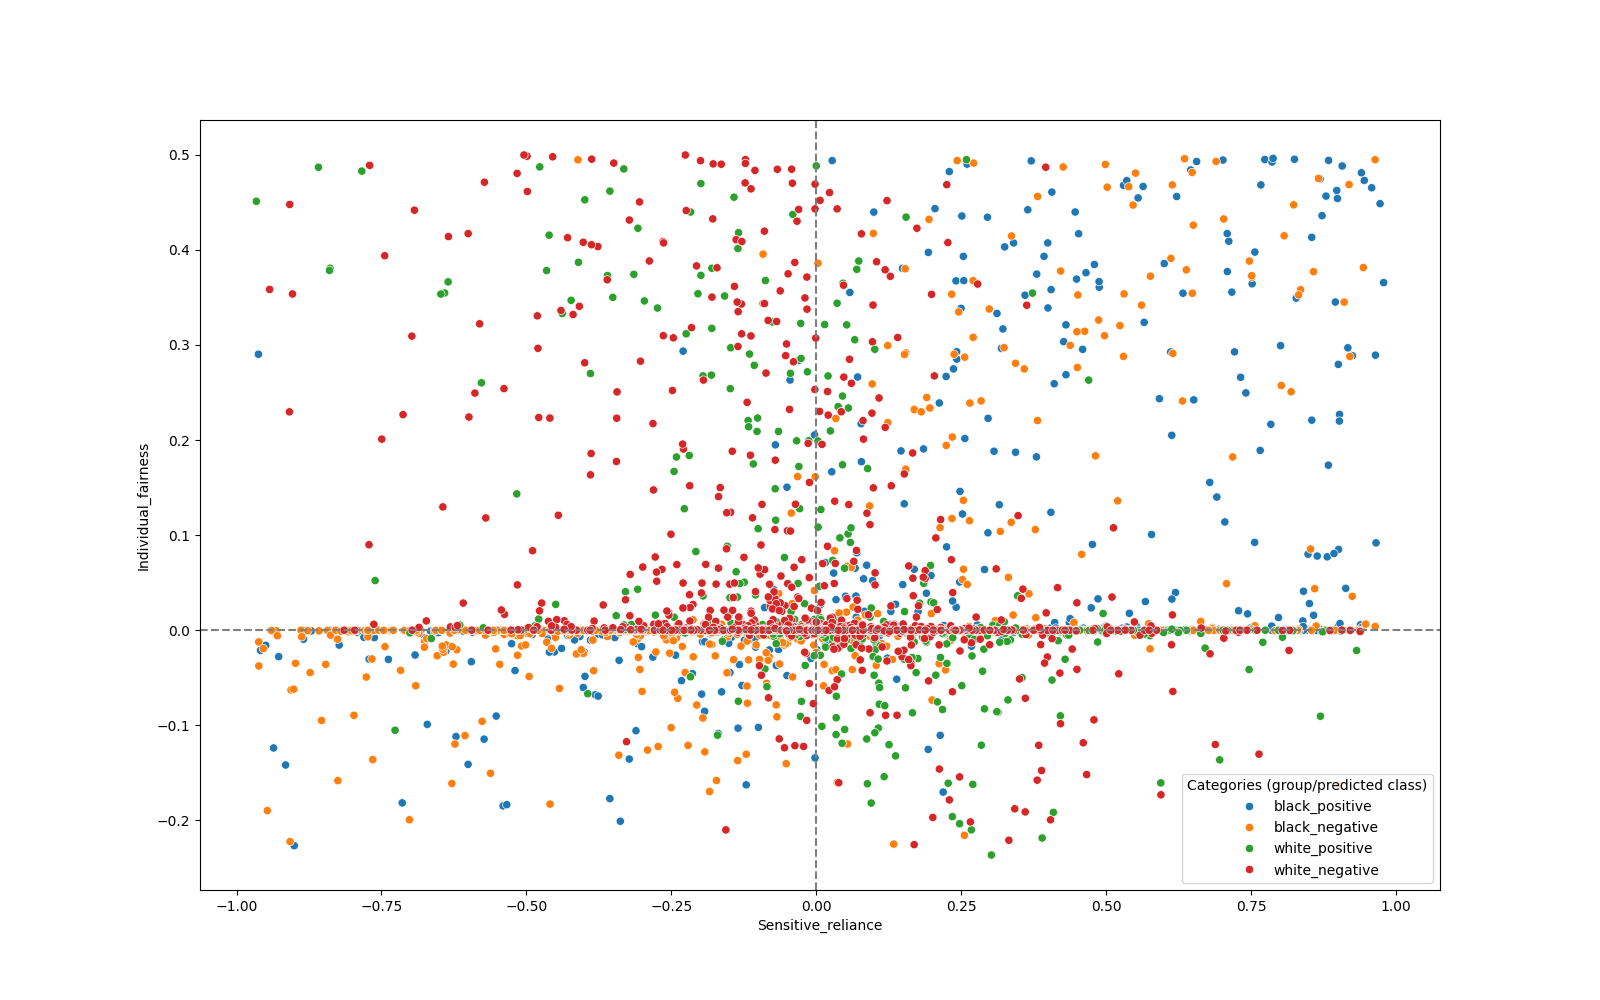 0.5
0.4
0.3
0.2
0.1
0.0
−0.1
−0.2
Individual_fairness
−1.00 −0.75 −0.50 −0.25 0.00 0.25 0.50 0.75 1.00
Sensitive_reliance
Categories (group/predicted class)
black_positive
black_negative
white_positive
white_negative